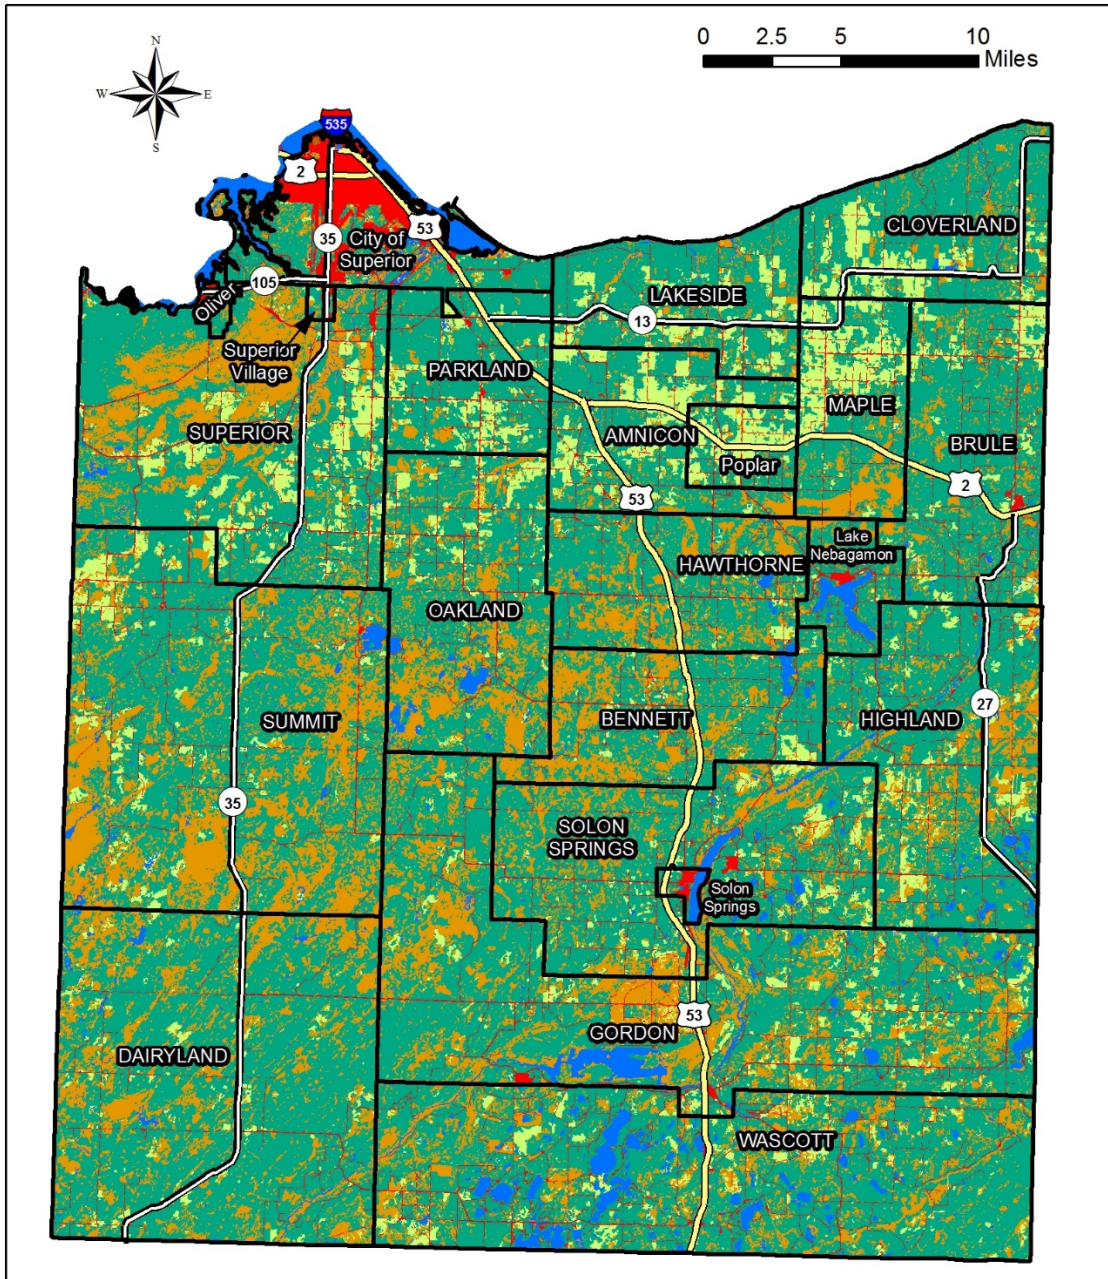 N
W E
S
0 2.5 5 10
Miles
535
2
CLOVERLAND
53
35
City of
Superior
105
Oliver
LAKESIDE
13
Superior
Village
PARKLAND
MAPLE
SUPERIOR
AMNICON
BRULE
Poplar
2
53
Lake
Nebagamon
HAWTHORNE
OAKLAND
SUMMIT
BENNETT
HIGHLAND
27
35
SOLON
SPRINGS
Solon
Springs
53
GORDON
DAIRYLAND
WASCOTT